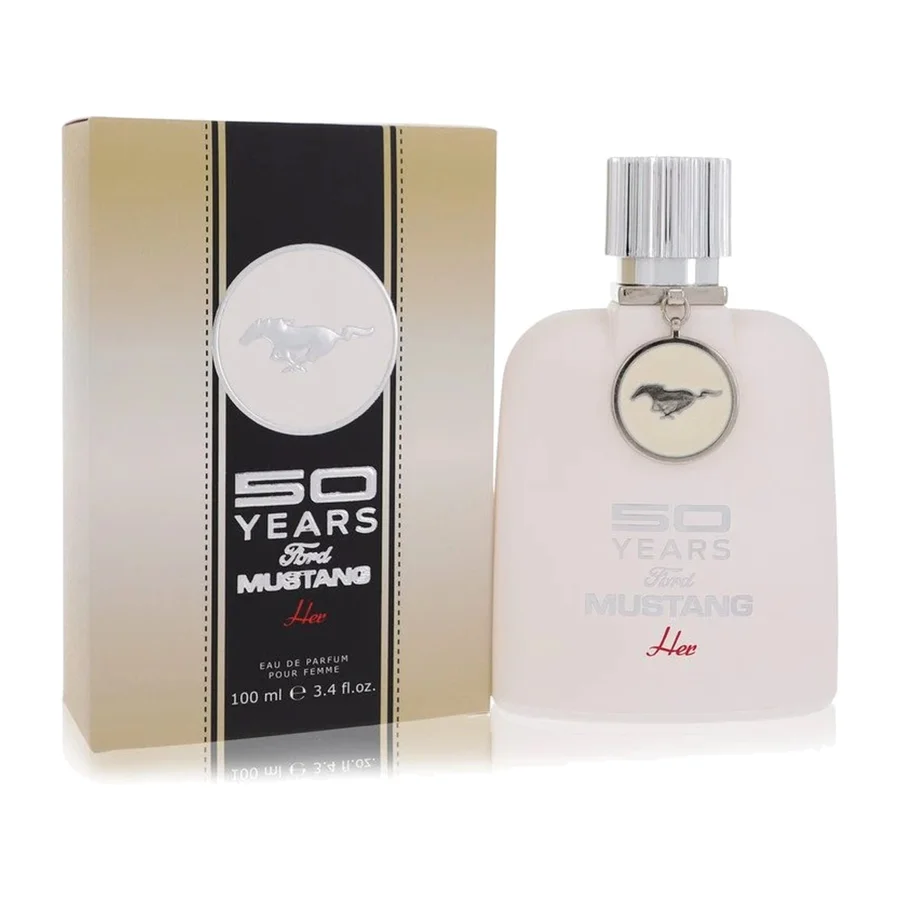 50
YEARS
Ford
MUSTANG
Her
EAU DE PARFUM
POUR FEMME
100 ml ℮ 3.4 fl.oz.
50
YEARS
Ford
MUSTANG
Her